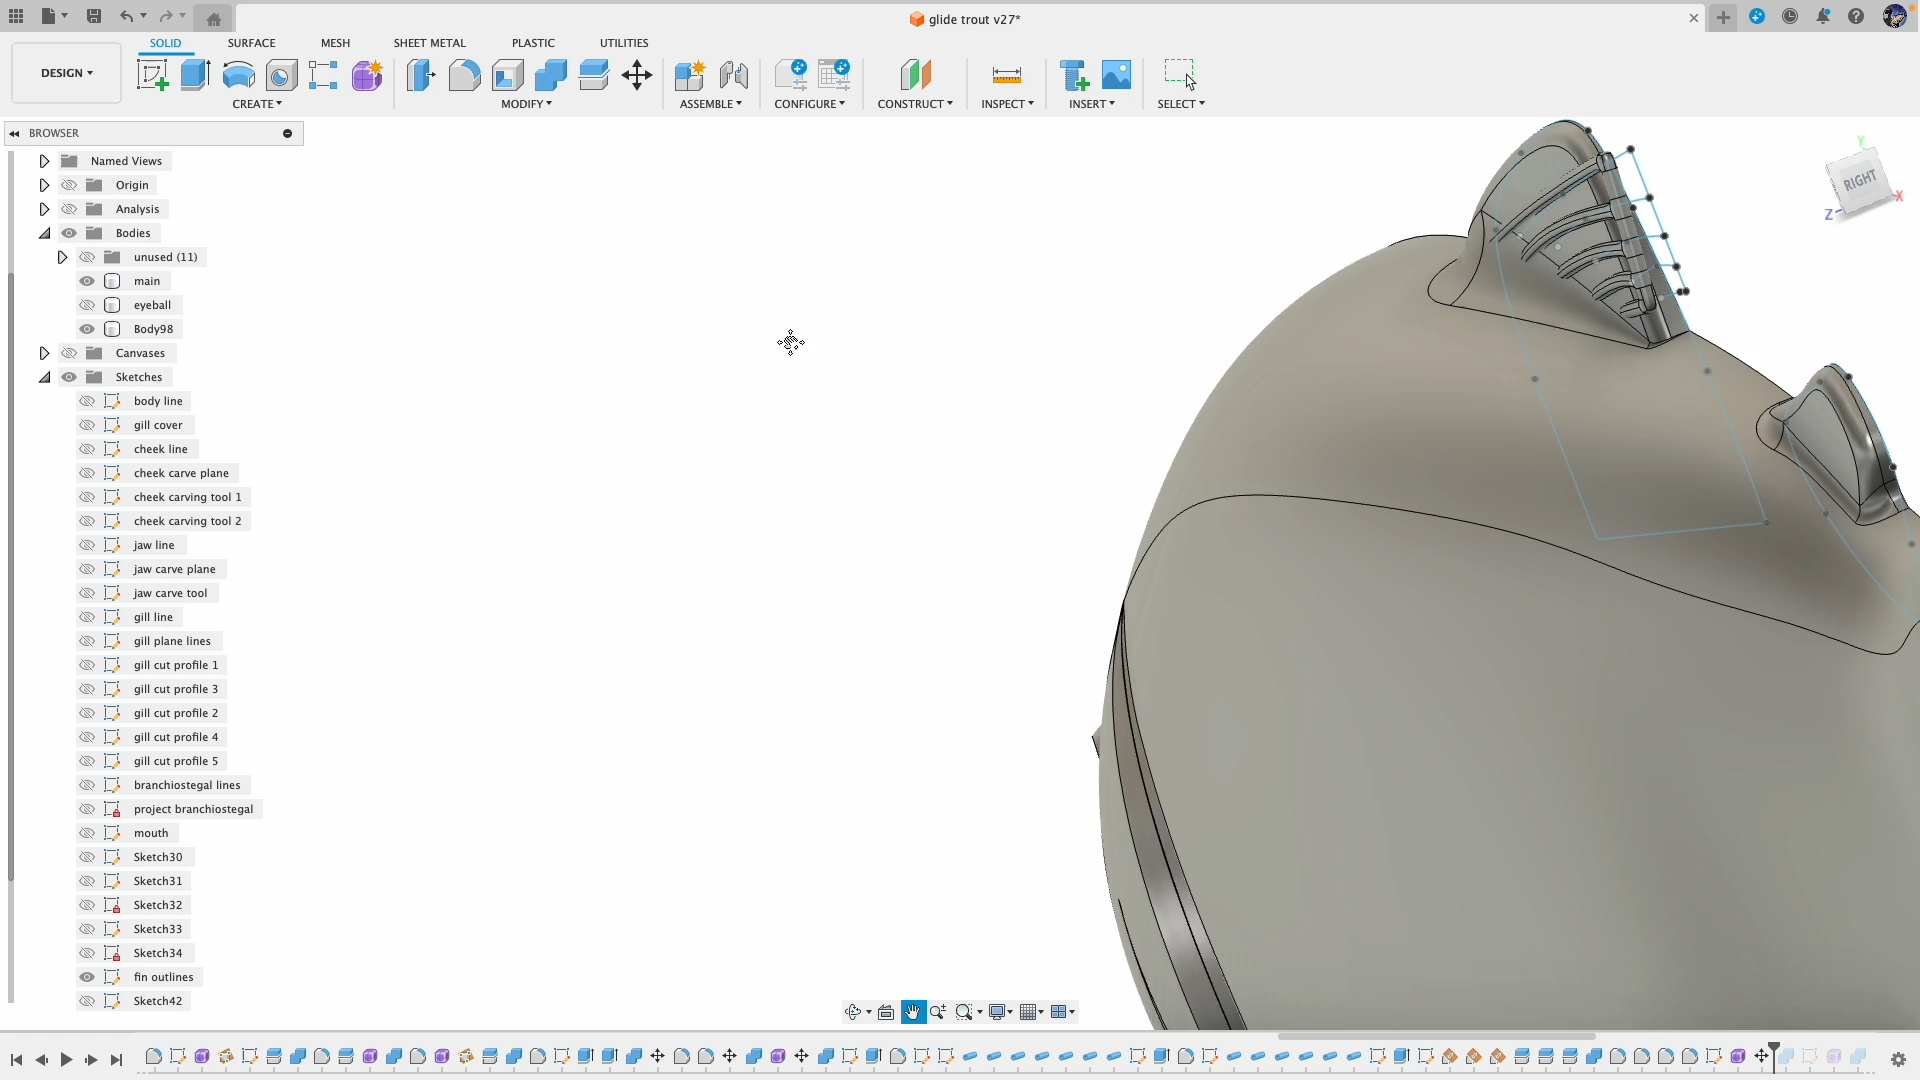 glide trout v27*
SOLID SURFACE MESH SHEET METAL PLASTIC UTILITIES
DESIGN
CREATE MODIFY ASSEMBLE CONFIGURE CONSTRUCT INSPECT INSERT SELECT
BROWSER
Named Views
Origin
Analysis
Bodies
unused (11)
main
eyeball
Body98
Canvases
Sketches
body line
gill cover
cheek line
cheek carve plane
cheek carving tool 1
cheek carving tool 2
jaw line
jaw carve plane
jaw carve tool
gill line
gill plane lines
gill cut profile 1
gill cut profile 3
gill cut profile 2
gill cut profile 4
gill cut profile 5
branchiostegal lines
project branchiostegal
mouth
Sketch30
Sketch31
Sketch32
Sketch33
Sketch34
fin outlines
Sketch42
Y
RIGHT
X
Z